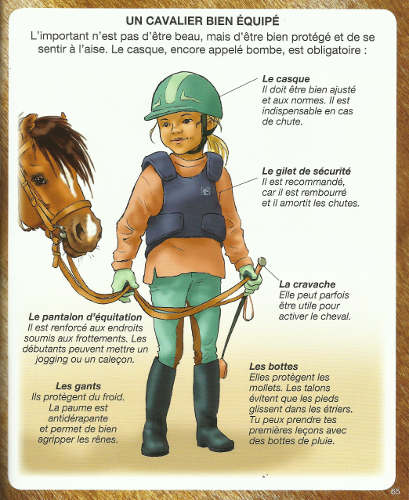 UN CAVALIER BIEN ÉQUIPÉ
L'important n'est pas d'être beau, mais d'être bien protégé et de se
sentir à l'aise. Le casque, encore appelé bombe, est obligatoire :
Le casque
Il doit être bien ajusté
et aux normes. Il est
indispensable en cas
de chute.
Le gilet de sécurité
Il est recommandé,
car il est rembourré
et il amortit les chutes.
La cravache
Elle peut parfois
être utile pour
activer le cheval.
Le pantalon d'équitation
Il est renforcé aux endroits
soumis aux frottements. Les
débutants peuvent mettre un
jogging ou un caleçon.
Les gants
Ils protègent du froid.
La paume est
antidérapante
et permet de bien
agripper les rênes.
Les bottes
Elles protègent les
mollets. Les talons
évitent que les pieds
glissent dans les étriers.
Tu peux prendre tes
premières leçons avec
des bottes de pluie.
65